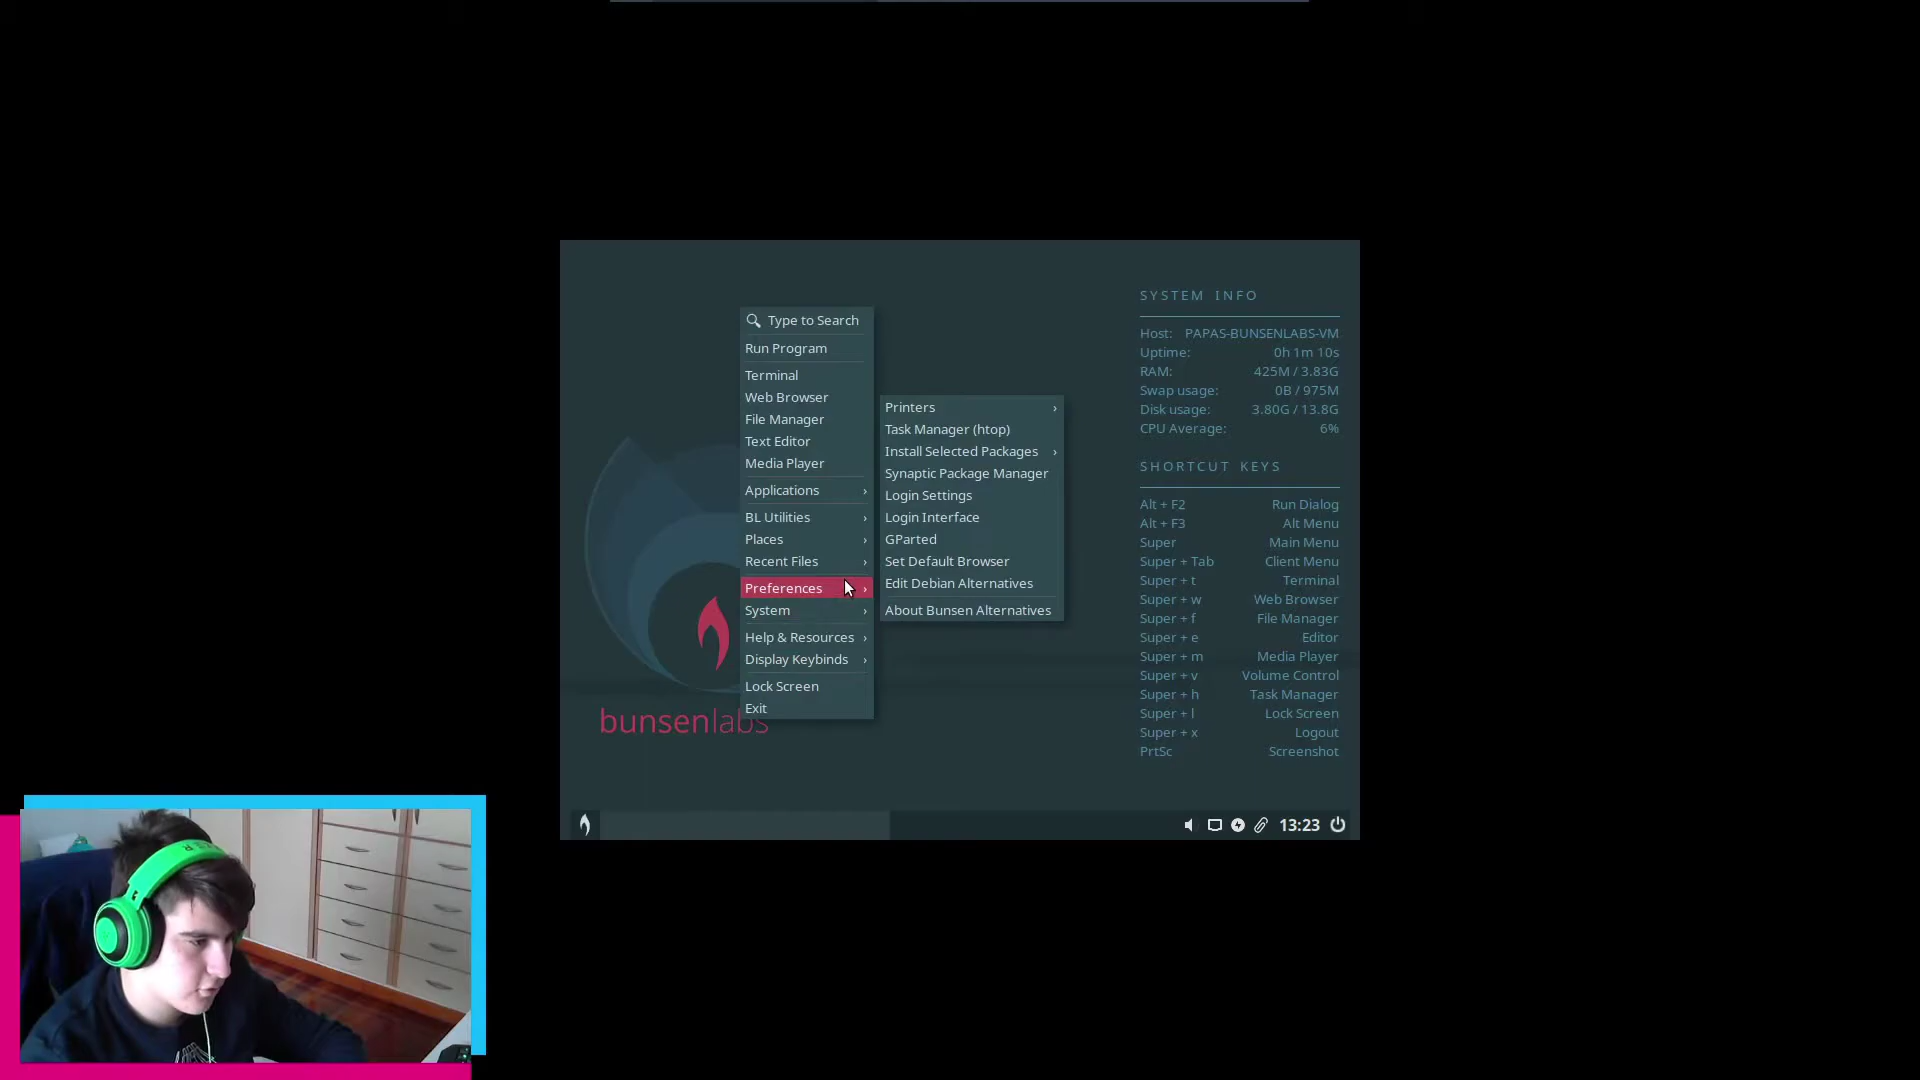 Type to Search
Run Program
Terminal
Web Browser
File Manager
Text Editor
Media Player
Applications ›
BL Utilities ›
Places ›
Recent Files ›
Preferences ›
System ›
Help & Resources ›
Display Keybinds ›
Lock Screen
Exit
Printers ›
Task Manager (htop)
Install Selected Packages ›
Synaptic Package Manager
Login Settings
Login Interface
GParted
Set Default Browser
Edit Debian Alternatives
About Bunsen Alternatives
SYSTEM INFO
Host: PAPAS-BUNSENLABS-VM
Uptime: 0h 1m 10s
RAM: 425M / 3.83G
Swap usage: 0B / 975M
Disk usage: 3.80G / 13.8G
CPU Average: 6%
SHORTCUT KEYS
Alt + F2 Run Dialog
Alt + F3 Alt Menu
Super Main Menu
Super + Tab Client Menu
Super + t Terminal
Super + w Web Browser
Super + f File Manager
Super + e Editor
Super + m Media Player
Super + v Volume Control
Super + h Task Manager
Super + l Lock Screen
Super + x Logout
PrtSc Screenshot
bunsenlabs
13:23